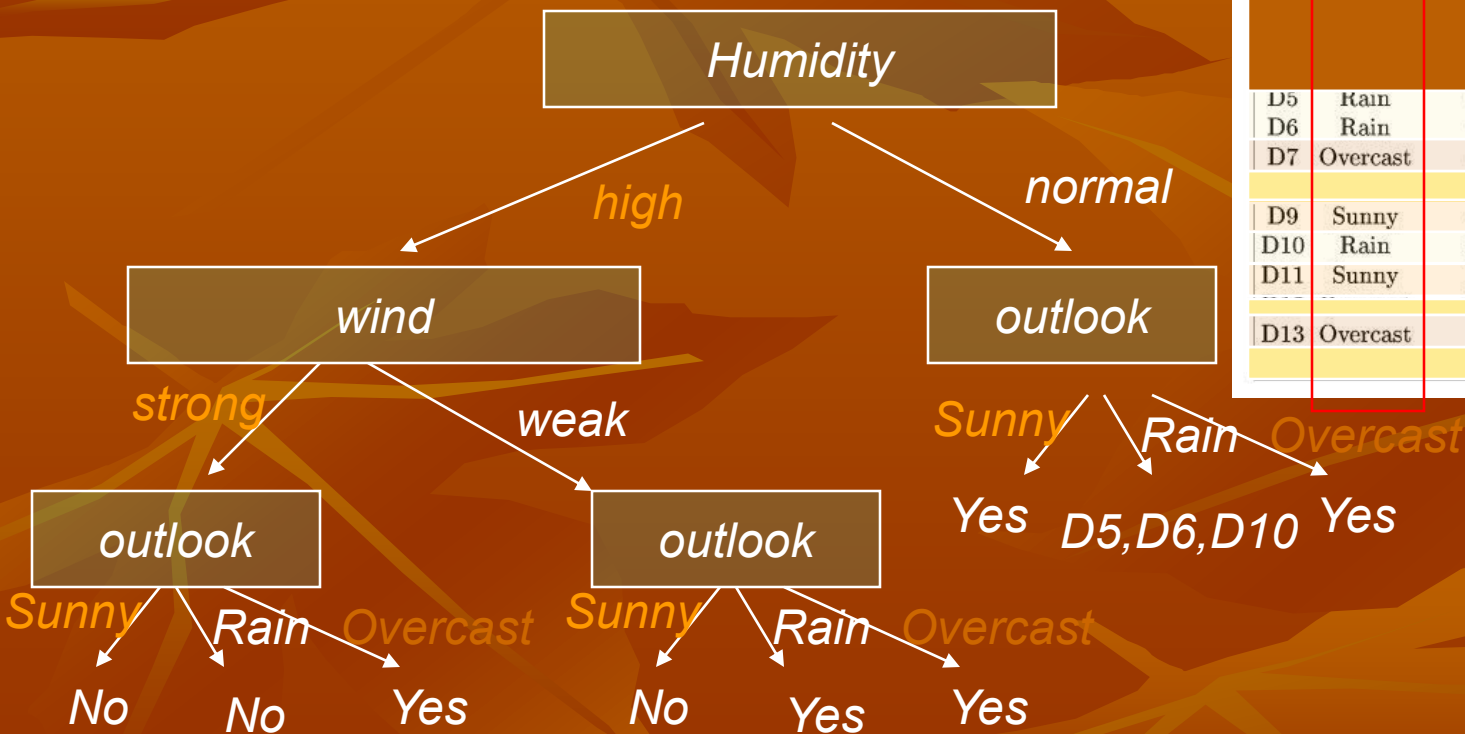 Humidity
D5 Rain
D6 Rain
D7 Overcast
D9 Sunny
D10 Rain
D11 Sunny
D13 Overcast
high
normal
wind
outlook
strong
weak
Sunny Rain Overcast
Yes D5,D6,D10 Yes
outlook
outlook
Sunny Rain Overcast
Sunny Rain Overcast
No No Yes
No Yes Yes